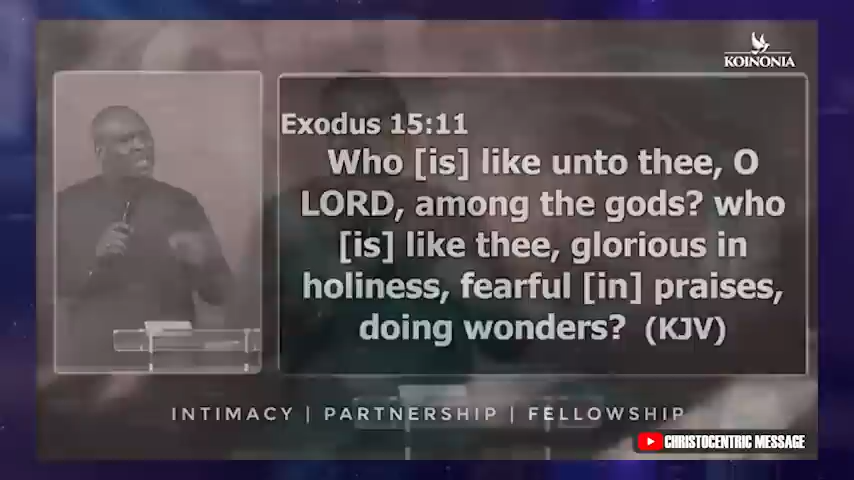 KOINONIA
Exodus 15:11
Who [is] like unto thee, O
LORD, among the gods? who
[is] like thee, glorious in
holiness, fearful [in] praises,
doing wonders? (KJV)
INTIMACY | PARTNERSHIP | FELLOWSHIP
CHRISTOCENTRIC MESSAGE